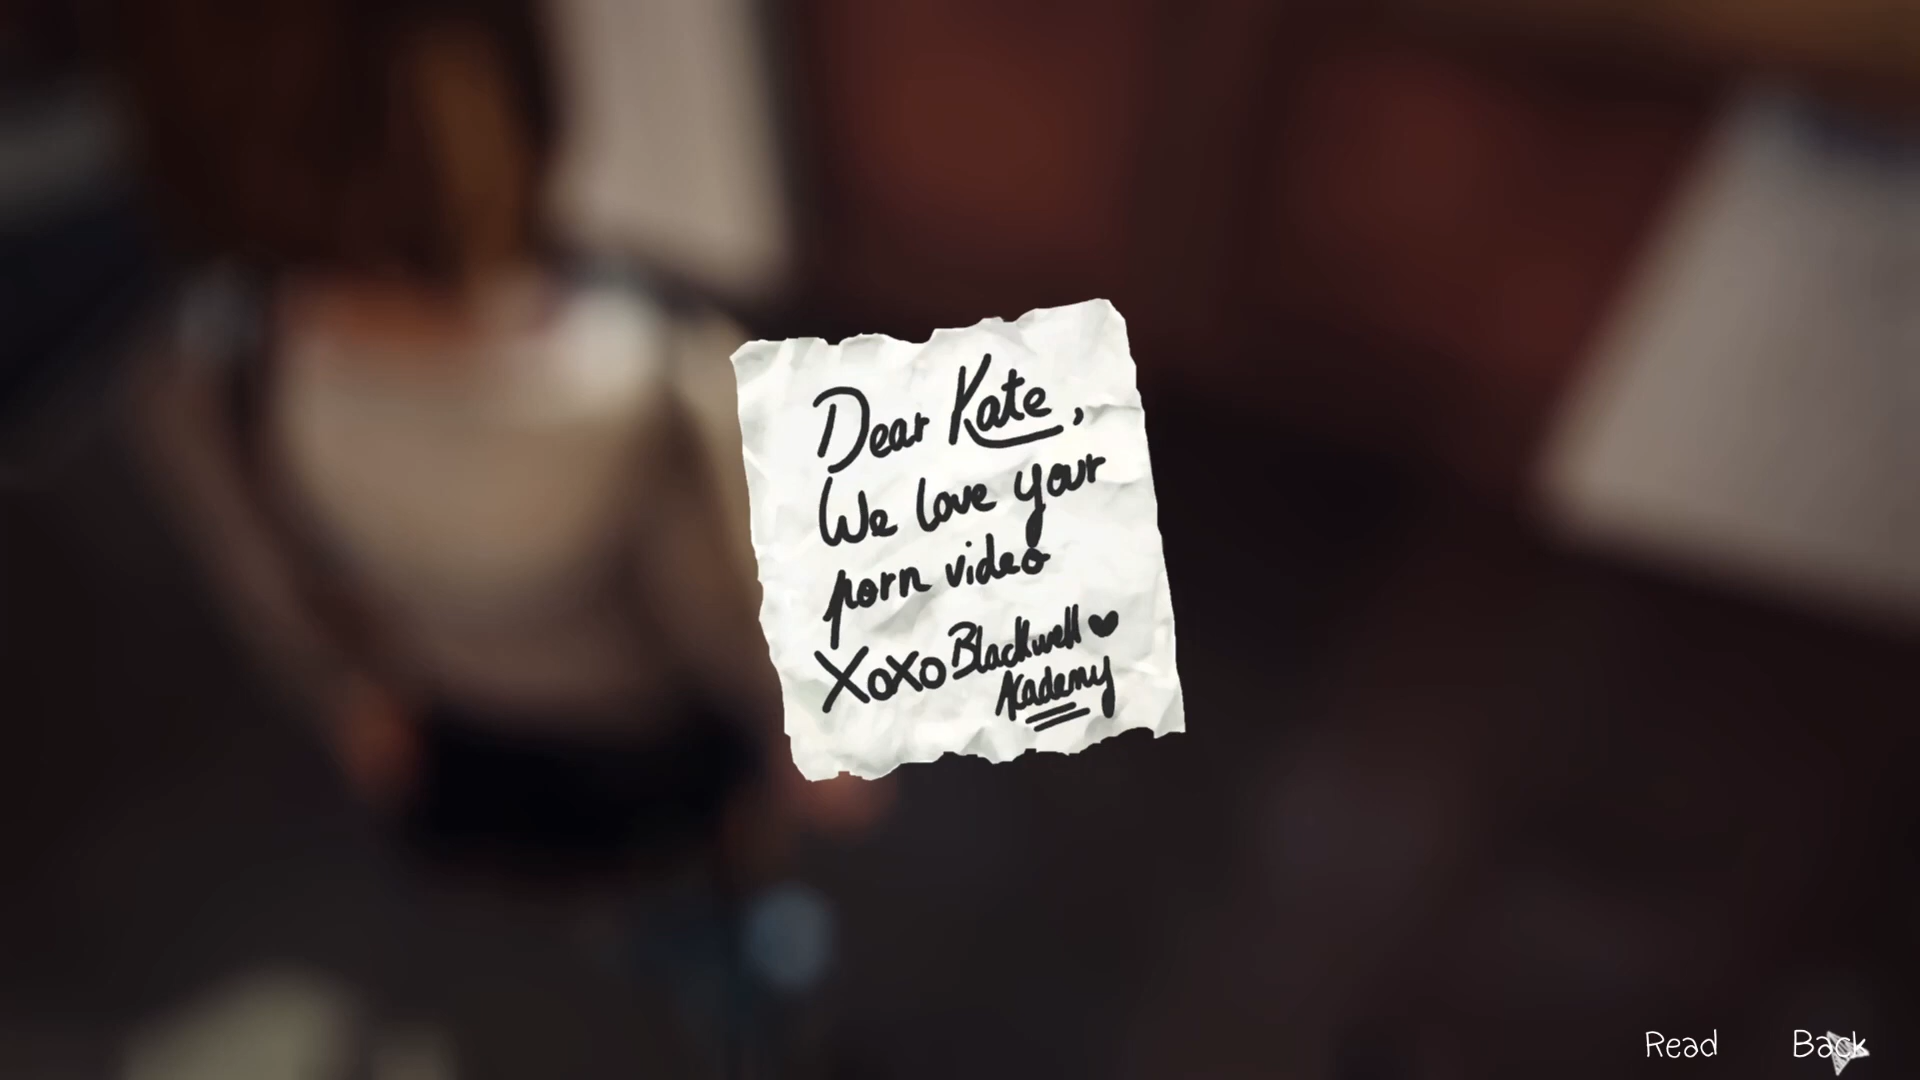 Dear Kate,
We love your
porn video
XoXo Blackwell ♥
Academy
Read Back